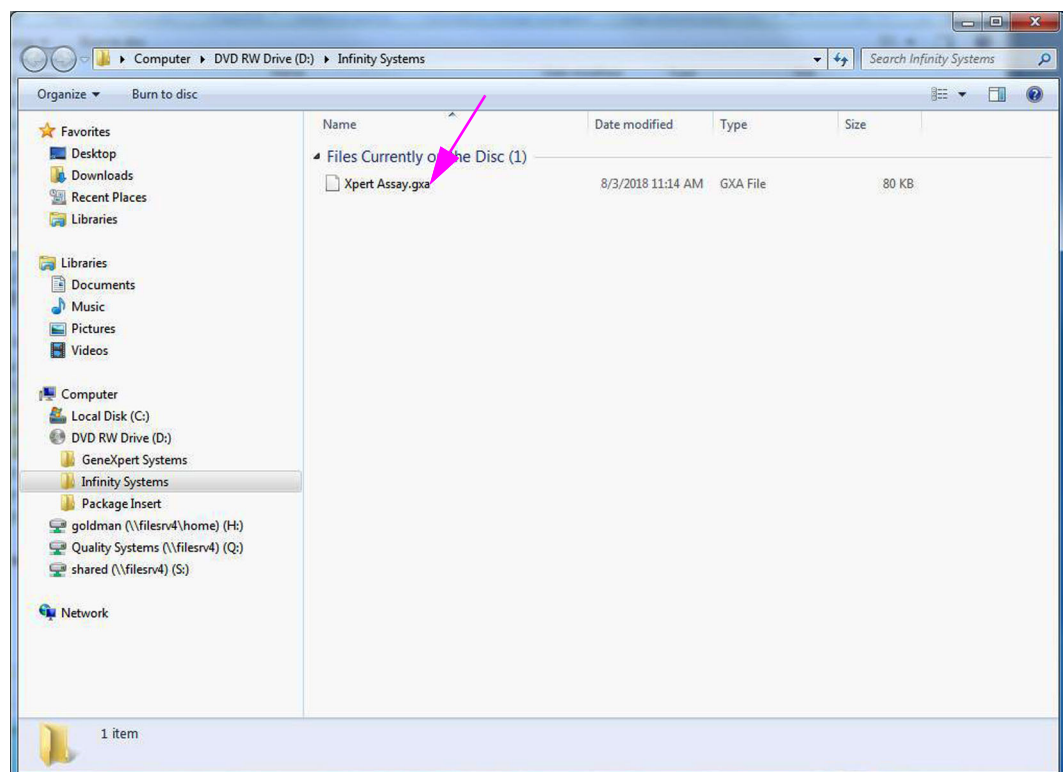 Computer DVD RW Drive (D:) Infinity Systems
Search Infinity Systems
Organize Burn to disc
Favorites
Desktop
Downloads
Recent Places
Libraries
Libraries
Documents
Music
Pictures
Videos
Computer
Local Disk (C:)
DVD RW Drive (D:)
GeneXpert Systems
Infinity Systems
Package Insert
goldman (\\filesrv4\home) (H:)
Quality Systems (\\filesrv4) (Q:)
shared (\\filesrv4) (S:)
Network
Name Date modified Type Size
Files Currently on the Disc (1)
Xpert Assay.gxa 8/3/2018 11:14 AM GXA File 80 KB
1 item